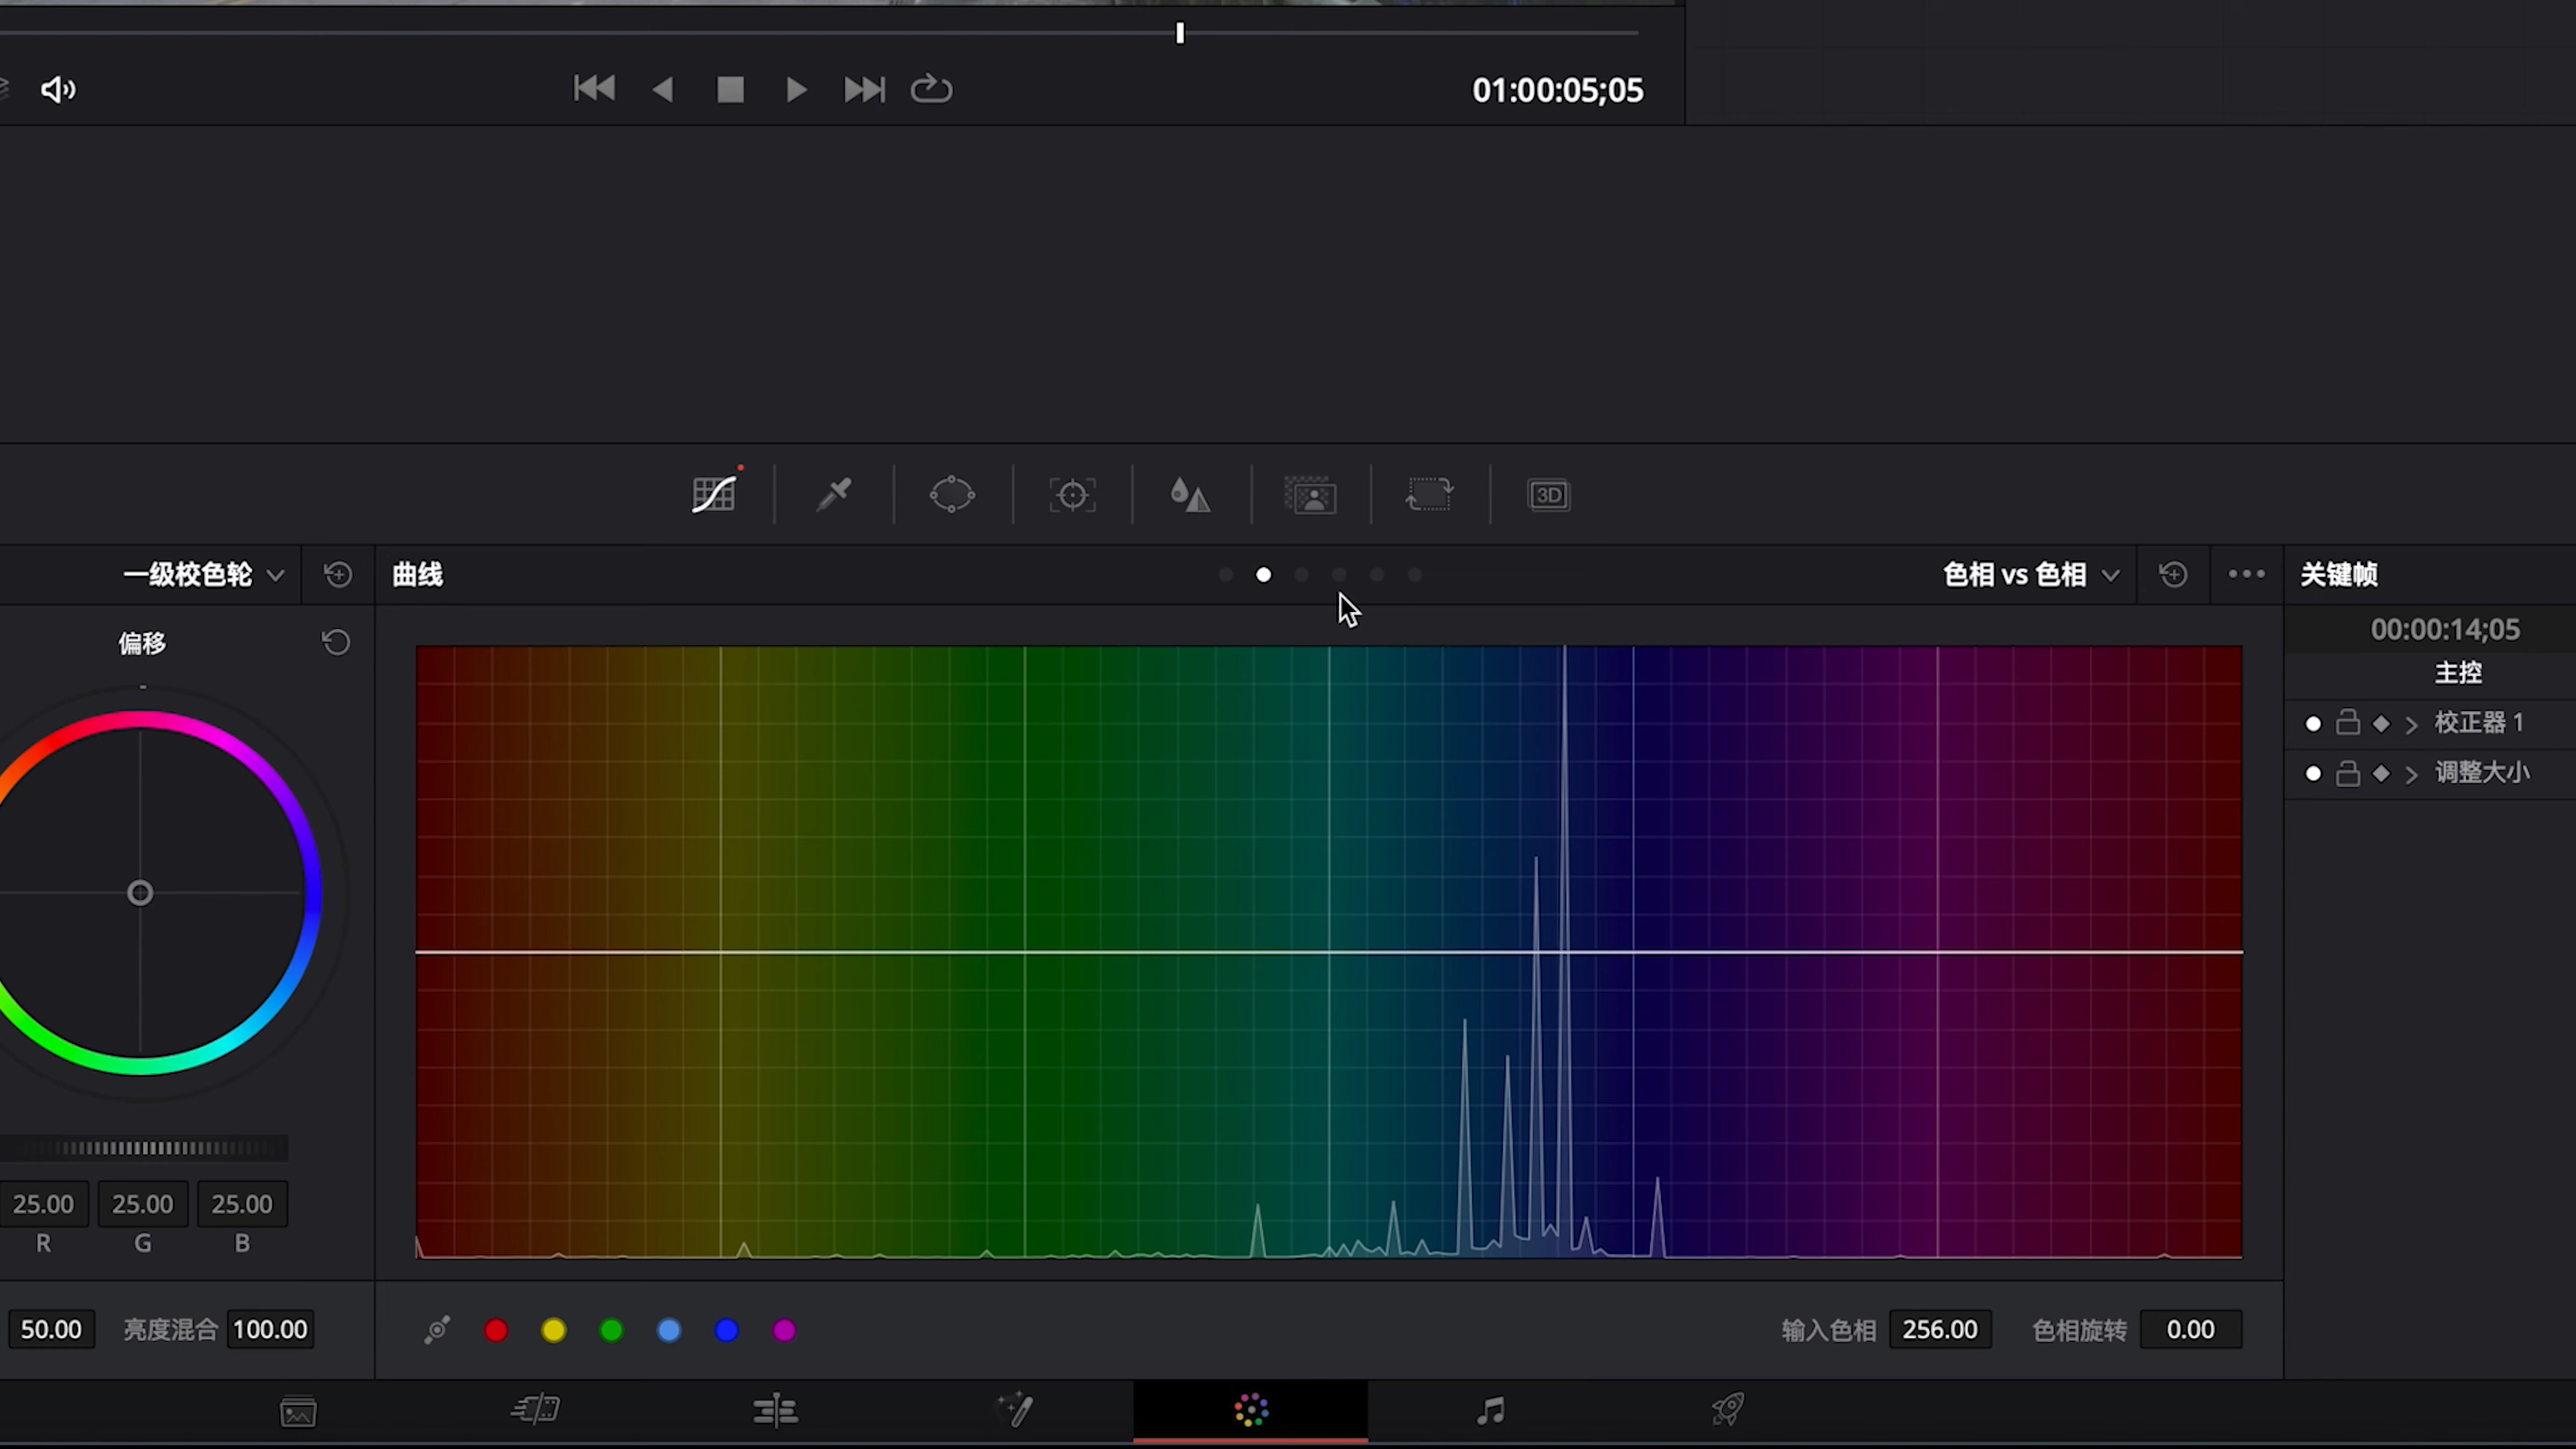 01:00:05;05
3D
一级校色轮
曲线
色相 vs 色相
关键帧
偏移
00:00:14;05
主控
校正器 1
调整大小
25.00 25.00 25.00
R G B
50.00 亮度混合 100.00
输入色相 256.00 色相旋转 0.00